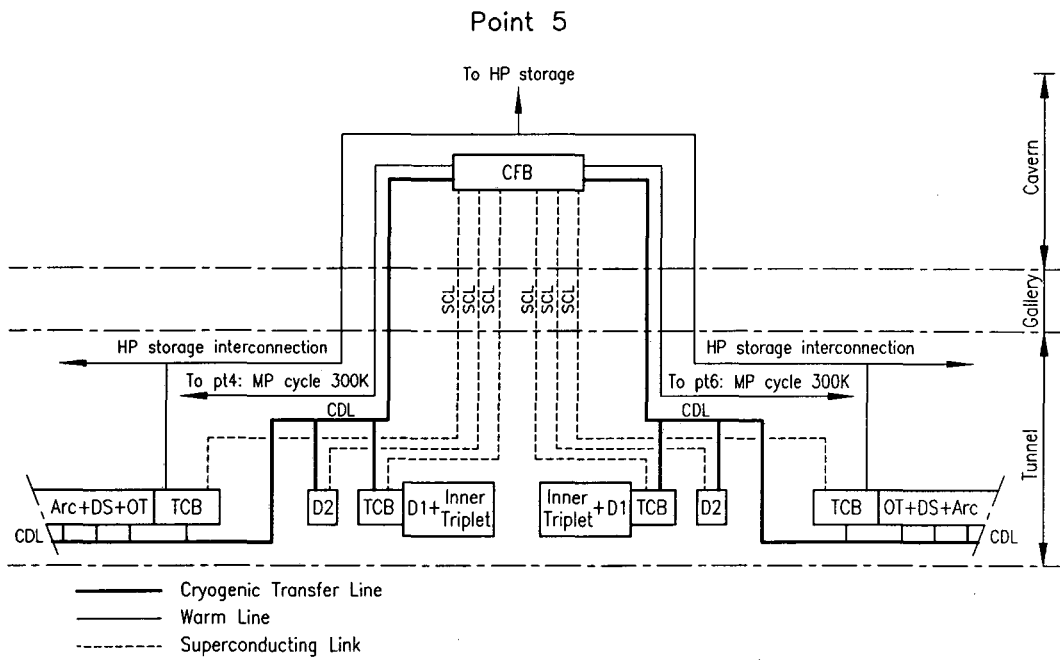 Point 5
To HP storage
CFB
Cavern
SCL
SCL
SCL
SCL
SCL
SCL
Gallery
HP storage interconnection
HP storage interconnection
To pt4: MP cycle 300K
To pt6: MP cycle 300K
CDL
CDL
Tunnel
Arc+DS+OT
TCB
D2
TCB
D1+
Inner
Triplet
Inner
Triplet
+D1
TCB
D2
TCB
OT+DS+Arc
CDL
CDL
Cryogenic Transfer Line
Warm Line
Superconducting Link